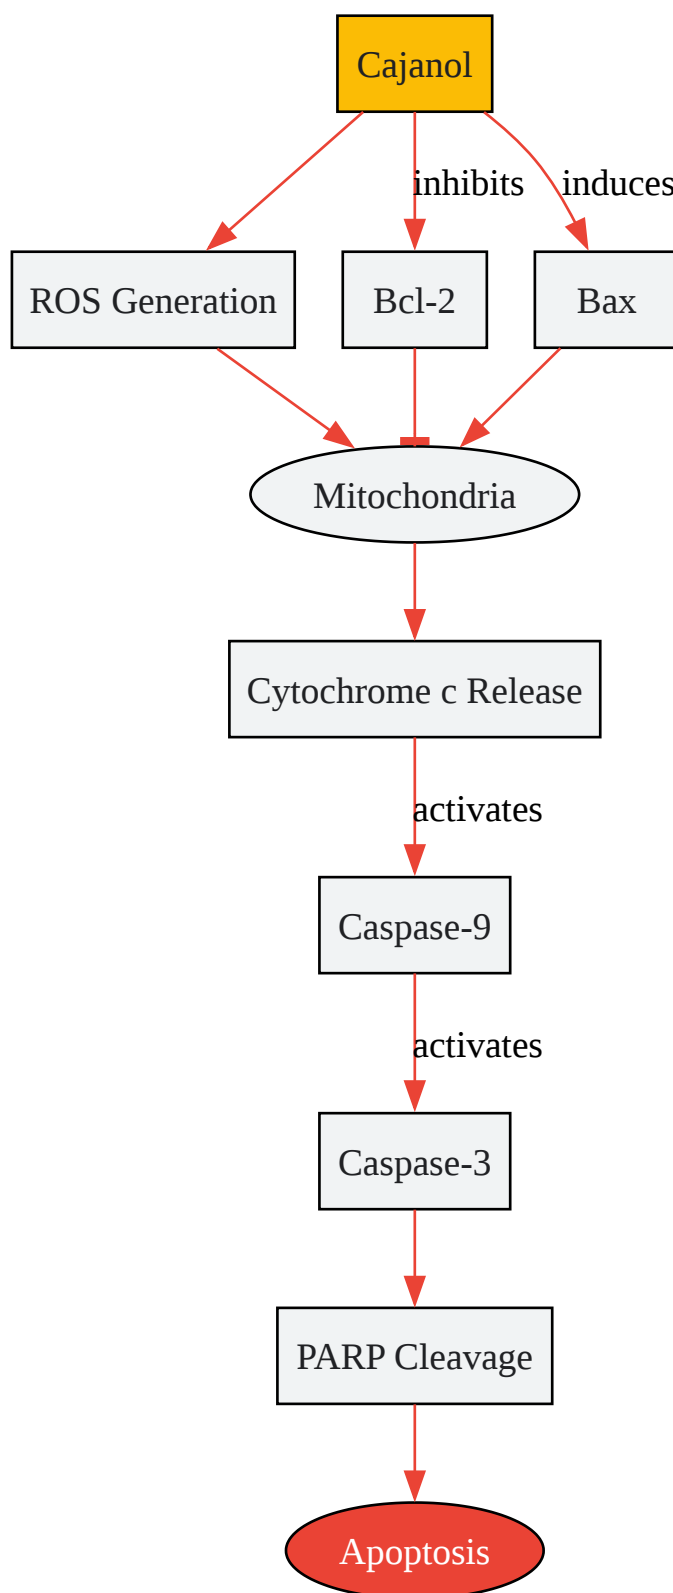 Cajanol
inhibits
induces
ROS Generation
Bcl-2
Bax
Mitochondria
Cytochrome c Release
activates
Caspase-9
activates
Caspase-3
PARP Cleavage
Apoptosis